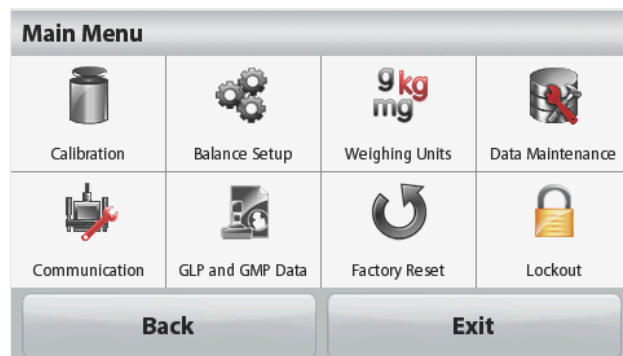 Main Menu
g kg
mg
Calibration
Balance Setup
Weighing Units
Data Maintenance
Communication
GLP and GMP Data
Factory Reset
Lockout
Back
Exit